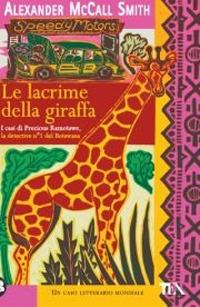 ALEXANDER MCCALL SMITH
SPEEDY MOTORS
Le lacrime
della giraffa
I casi di Precious Ramotswe,
la detective n°1 del Botswana
UN CASO LETTERARIO MONDIALE
TEA